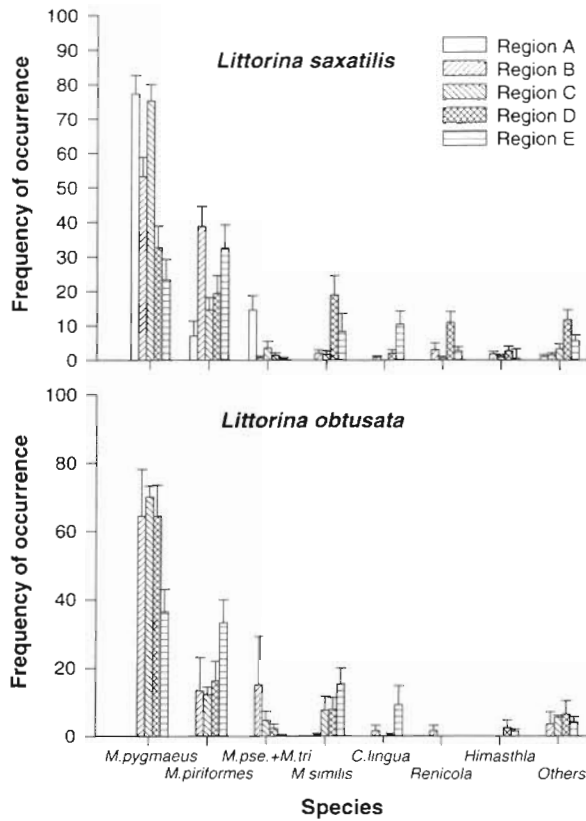 Frequency of occurrence
100
90
80
70
60
50
40
30
20
10
0
Littorina saxatilis
Region A
Region B
Region C
Region D
Region E
Frequency of occurrence
100
80
60
40
20
0
Littorina obtusata
M.pygmaeus
M.piriformes
M.pse.+M.tri
M similis
C.lingua
Renicola
Himasthla
Others
Species